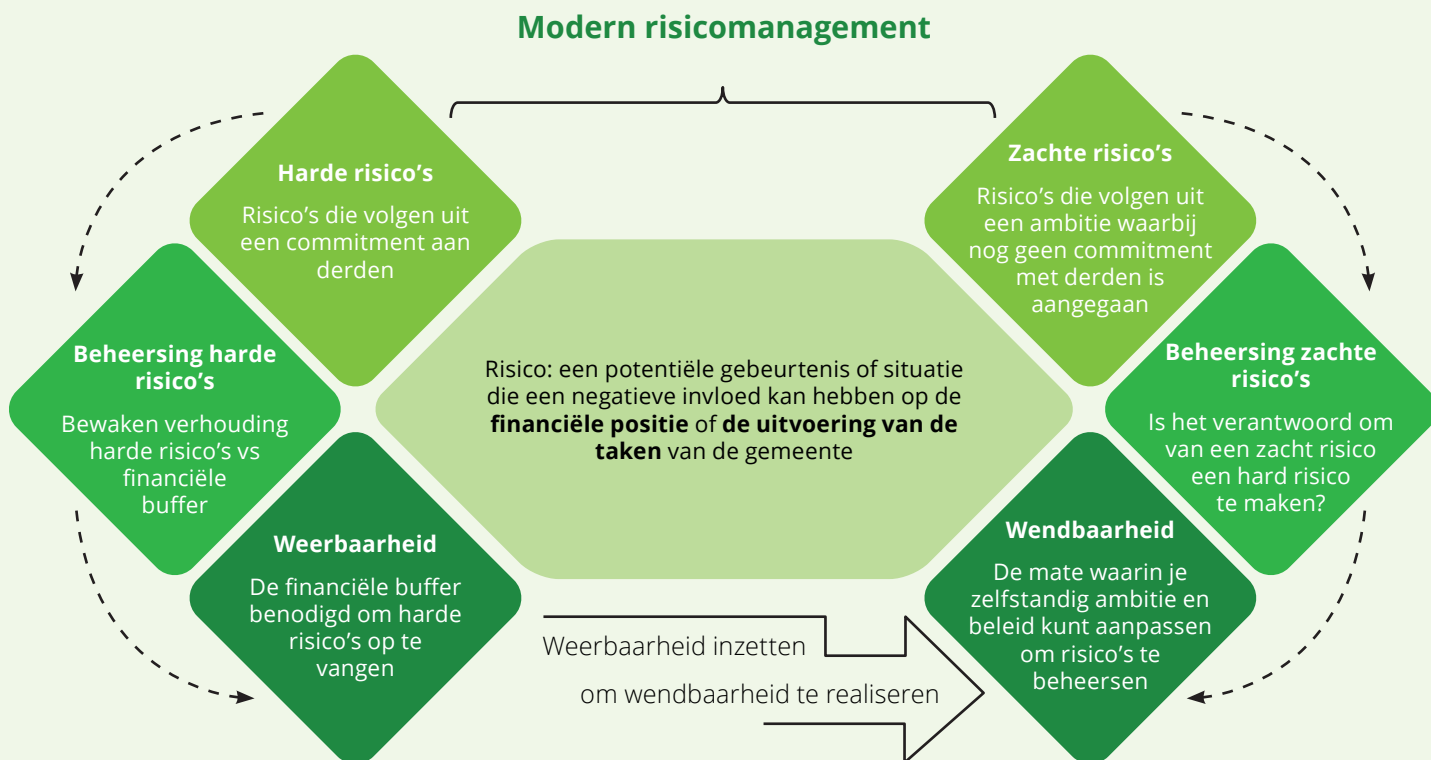 Modern risicomanagement
Harde risico’s
Risico’s die volgen uit
een commitment aan
derden
Beheersing harde
risico’s
Bewaken verhouding
harde risico’s vs
financiële
buffer
Weerbaarheid
De financiële buffer
benodigd om harde
risico’s op te
vangen
Risico: een potentiële gebeurtenis of situatie
die een negatieve invloed kan hebben op de
financiële positie of de uitvoering van de
taken van de gemeente
Weerbaarheid inzetten
om wendbaarheid te realiseren
Zachte risico’s
Risico’s die volgen uit
een ambitie waarbij
nog geen commitment
met derden is
aangegaan
Beheersing zachte
risico’s
Is het verantwoord om
van een zacht risico
een hard risico
te maken?
Wendbaarheid
De mate waarin je
zelfstandig ambitie en
beleid kunt aanpassen
om risico’s te
beheersen